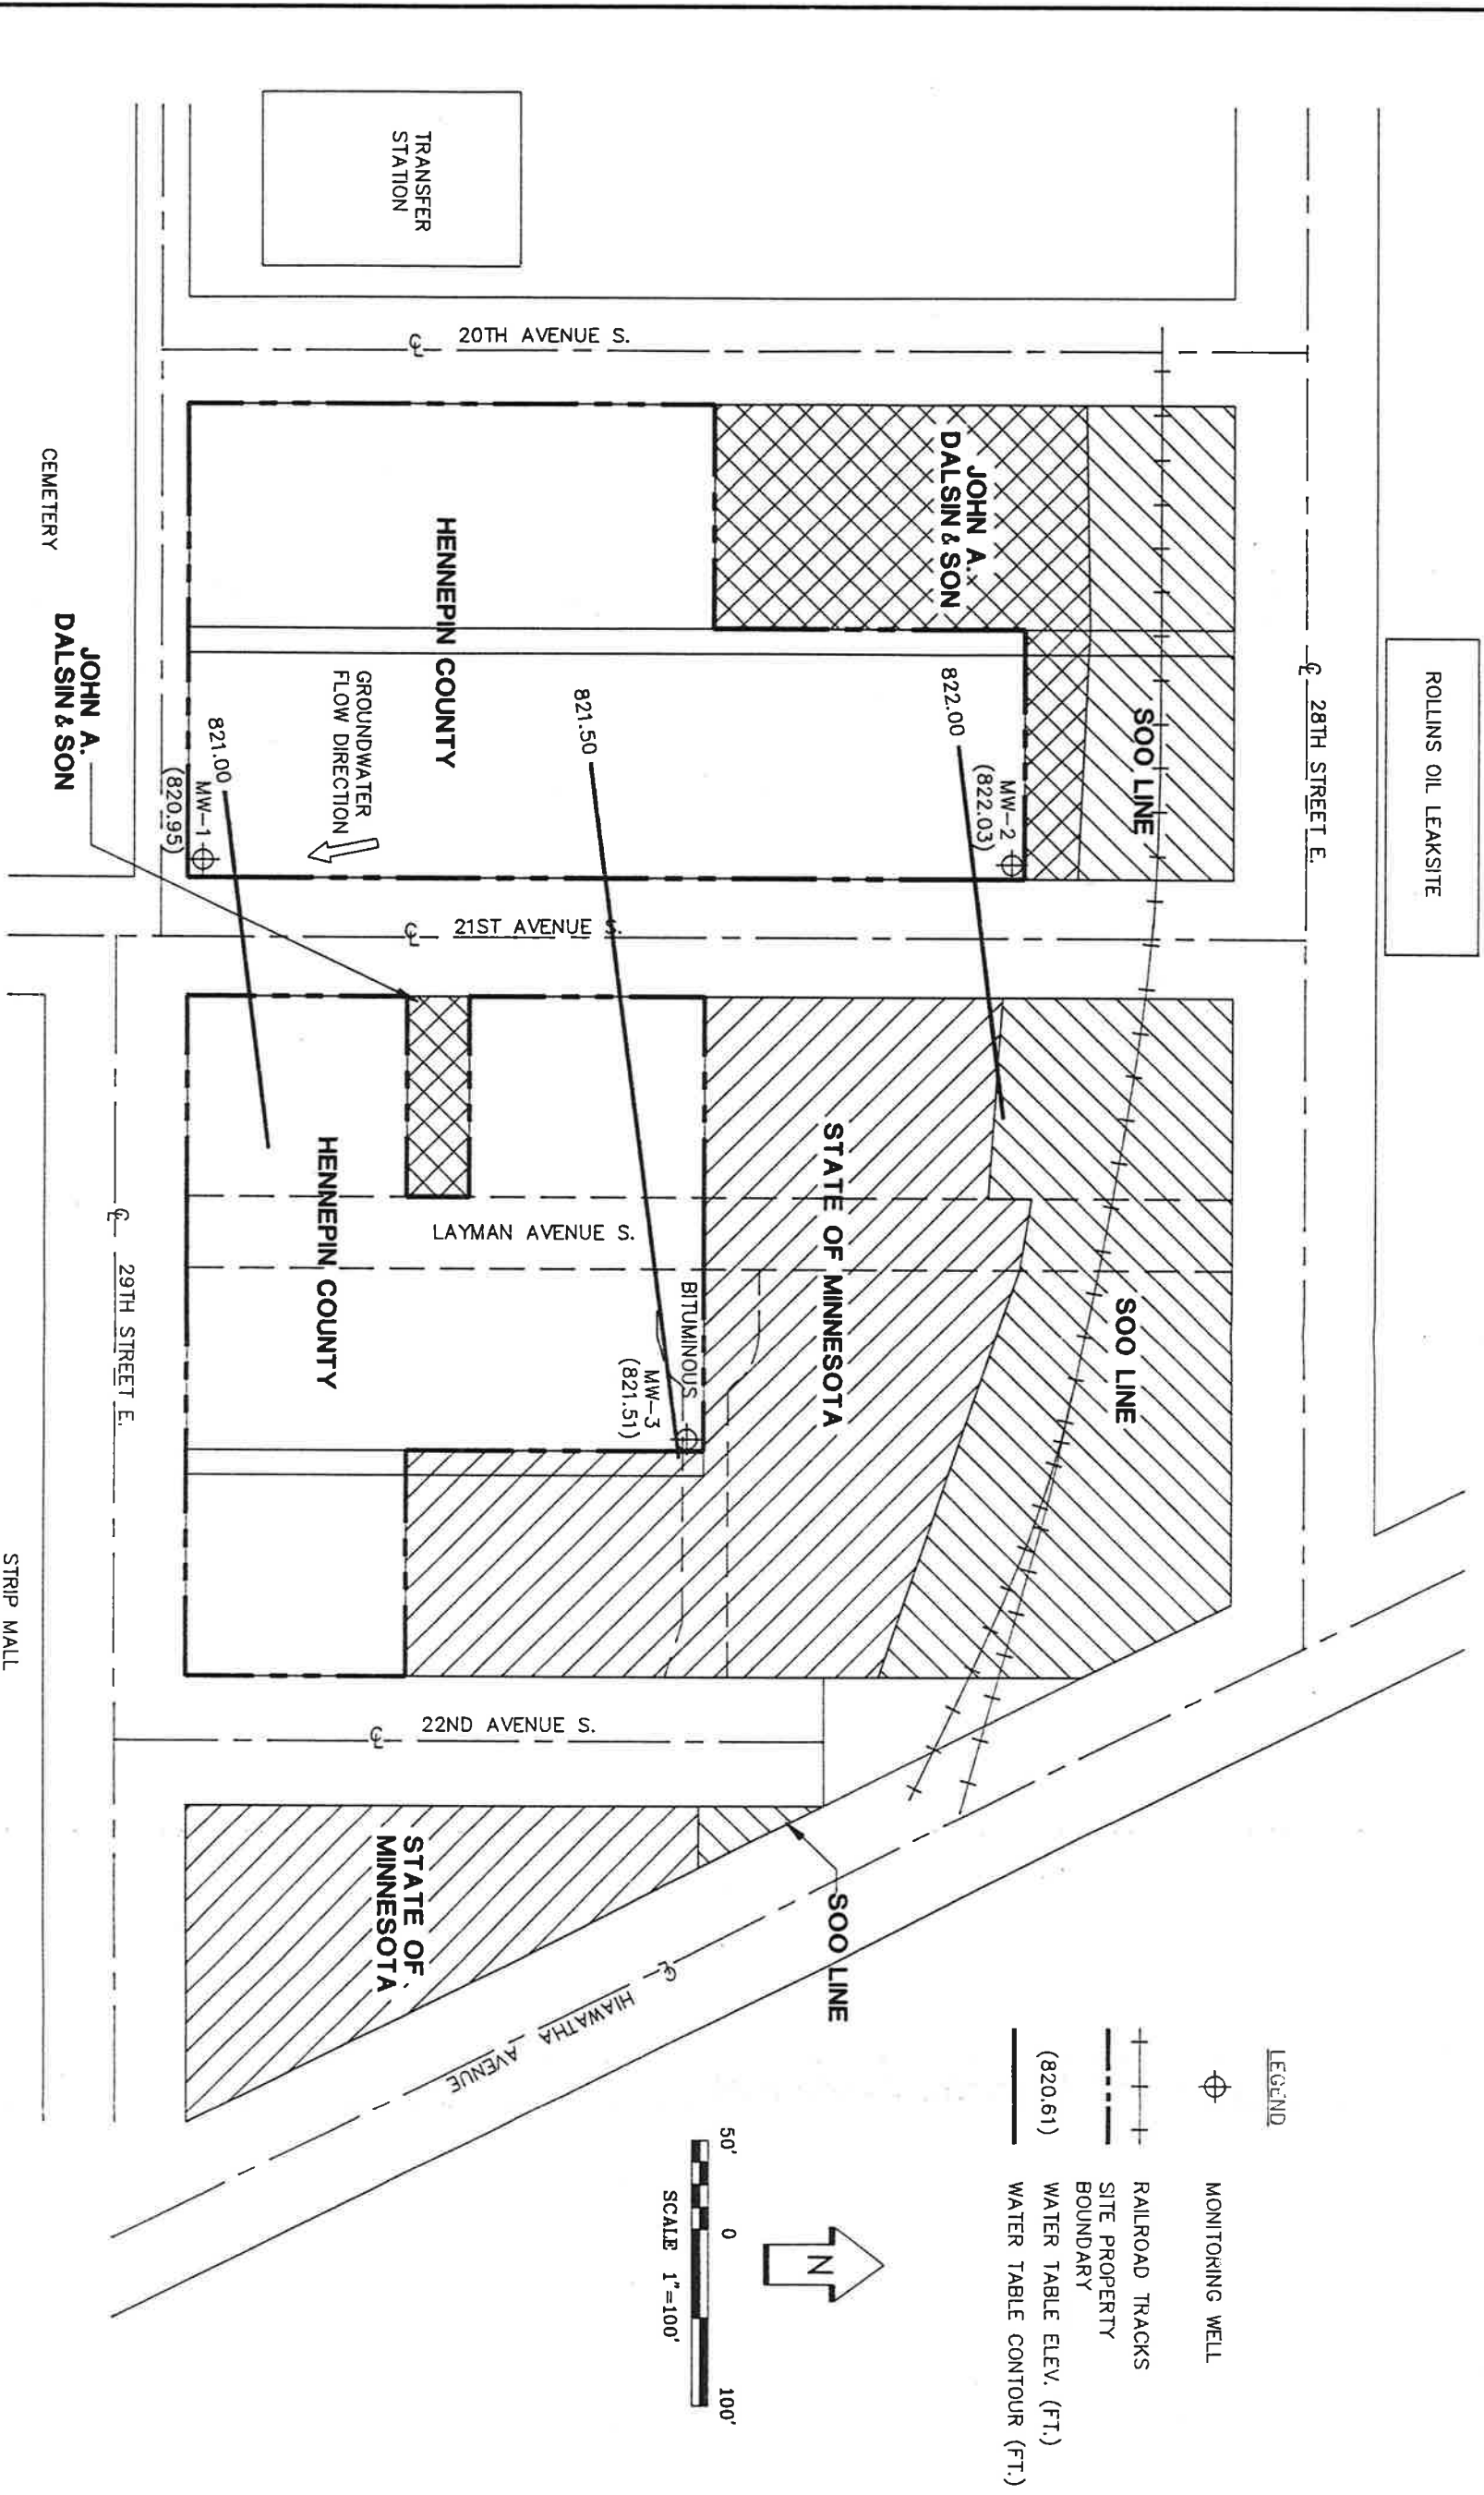 ROLLINS OIL LEAKSITE
℄ 28TH STREET E.
TRANSFER
STATION
℄ 20TH AVENUE S.
SOO LINE
JOHN A.
DALSIN & SON
HENNEPIN COUNTY
822.00
MW-2
(822.03)
821.50
GROUNDWATER
FLOW DIRECTION
821.00
MW-1
(820.95)
CEMETERY
JOHN A.
DALSIN & SON
℄ 21ST AVENUE S.
SOO LINE
STATE OF MINNESOTA
LAYMAN AVENUE S.
BITUMINOUS
MW-3
(821.51)
HENNEPIN COUNTY
℄ 29TH STREET E.
STRIP MALL
℄ 22ND AVENUE S.
STATE OF
MINNESOTA
SOO LINE
℄ HIAWATHA AVENUE
LEGEND
MONITORING WELL
RAILROAD TRACKS
SITE PROPERTY
BOUNDARY
(820.61) WATER TABLE ELEV. (FT.)
WATER TABLE CONTOUR (FT.)
N
50' 0 100'
SCALE 1"=100'